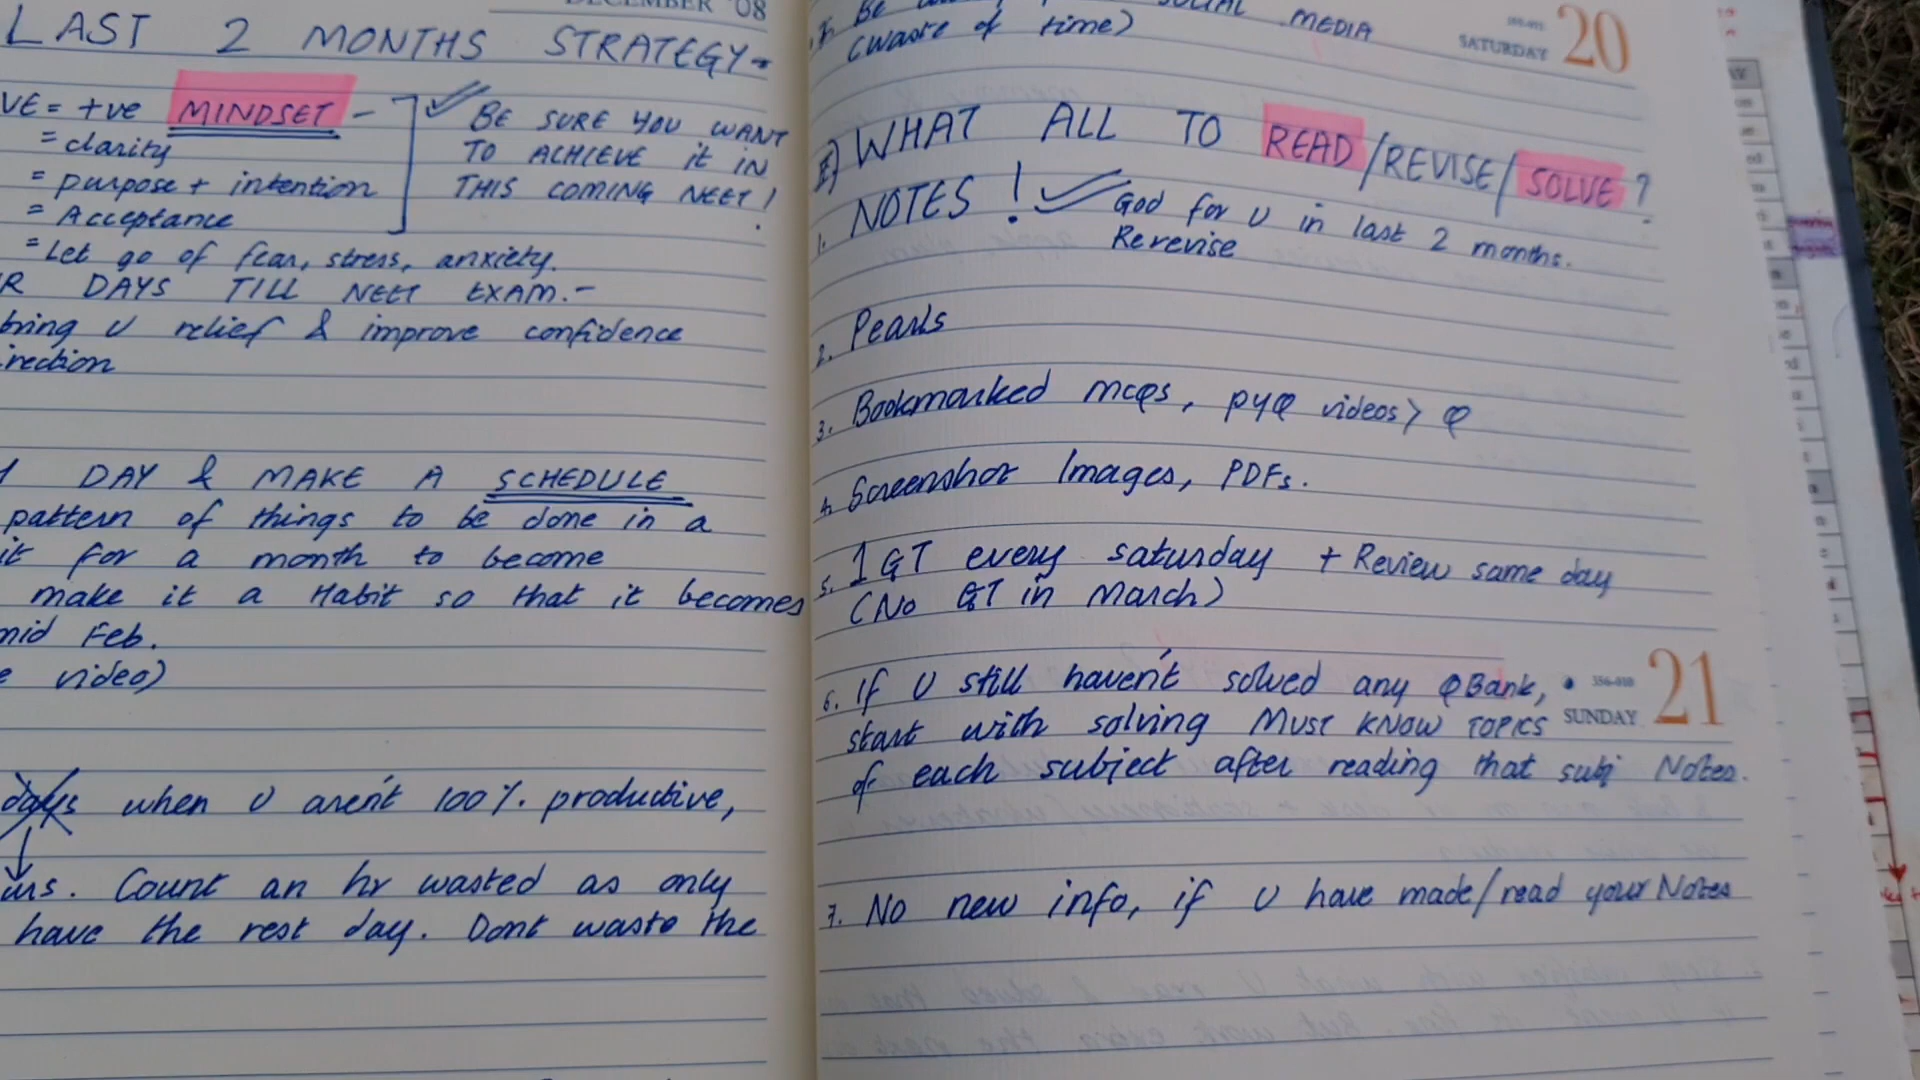 DECEMBER '08
LAST 2 MONTHS STRATEGY-
VE = +ve MINDSET -
= clarity
= purpose + intention
= Acceptance
= Let go of fear, stress, anxiety.
BE SURE YOU WANT
TO ACHIEVE it IN
THIS COMING NEET!
R DAYS TILL NEET EXAM.-
bring U relief & improve confidence
irection
1 DAY & MAKE A SCHEDULE
pattern of things to be done in a
it for a month to become
make it a Habit so that it becomes
mid Feb.
e video)
days when U aren't 100%. productive,
urs. Count an hr wasted as only
have the rest day. Dont waste the
SOCIAL MEDIA
(waste of time)
SATURDAY 20
II) WHAT ALL TO READ/REVISE/SOLVE?
1. NOTES! God for U in last 2 months.
Rerevise
2. Pearls
3. Bookmarked mcqs, pyq videos> Q
4. Screenshot Images, PDFs.
5. 1 GT every saturday + Review same day
(No GT in March)
6. If U still haven't solved any QBank,
start with solving MUST KNOW TOPICS
of each subject after reading that subj Notes.
356-010
SUNDAY 21
7. No new info, if U have made/read your Notes